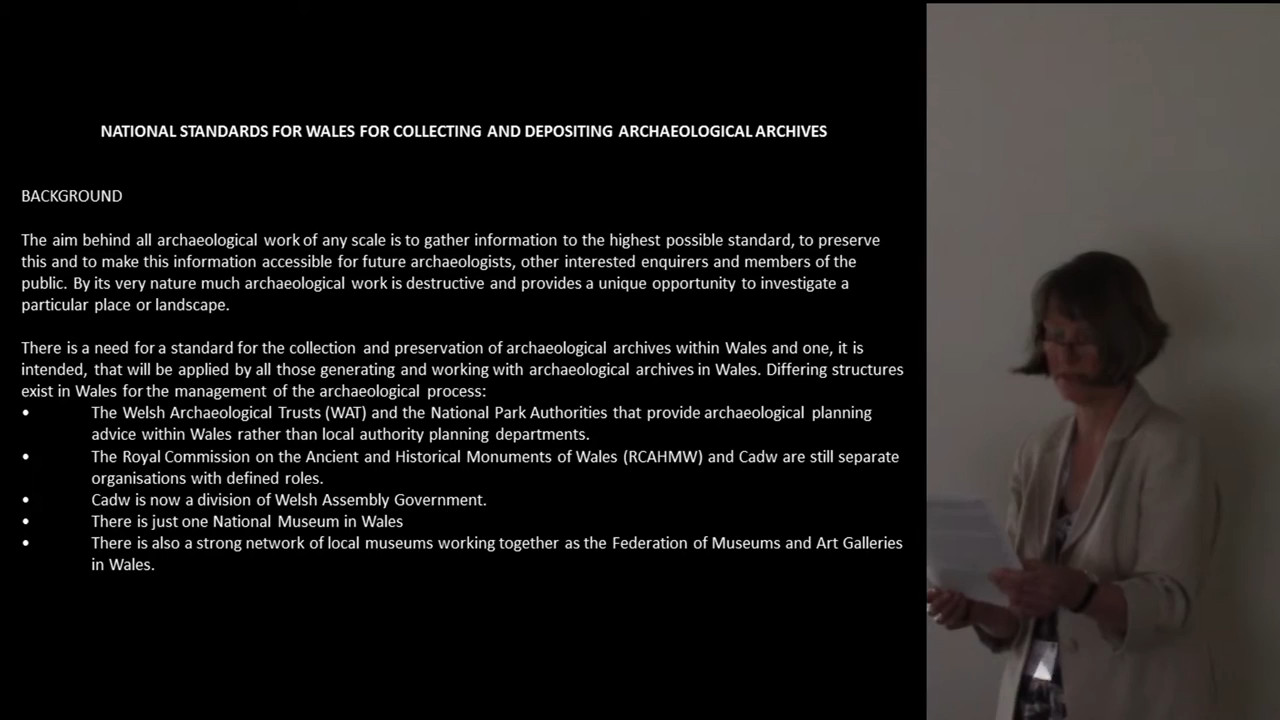 NATIONAL STANDARDS FOR WALES FOR COLLECTING AND DEPOSITING ARCHAEOLOGICAL ARCHIVES
BACKGROUND
The aim behind all archaeological work of any scale is to gather information to the highest possible standard, to preserve
this and to make this information accessible for future archaeologists, other interested enquirers and members of the
public. By its very nature much archaeological work is destructive and provides a unique opportunity to investigate a
particular place or landscape.
There is a need for a standard for the collection and preservation of archaeological archives within Wales and one, it is
intended, that will be applied by all those generating and working with archaeological archives in Wales. Differing structures
exist in Wales for the management of the archaeological process:
• The Welsh Archaeological Trusts (WAT) and the National Park Authorities that provide archaeological planning
advice within Wales rather than local authority planning departments.
• The Royal Commission on the Ancient and Historical Monuments of Wales (RCAHMW) and Cadw are still separate
organisations with defined roles.
• Cadw is now a division of Welsh Assembly Government.
• There is just one National Museum in Wales
• There is also a strong network of local museums working together as the Federation of Museums and Art Galleries
in Wales.